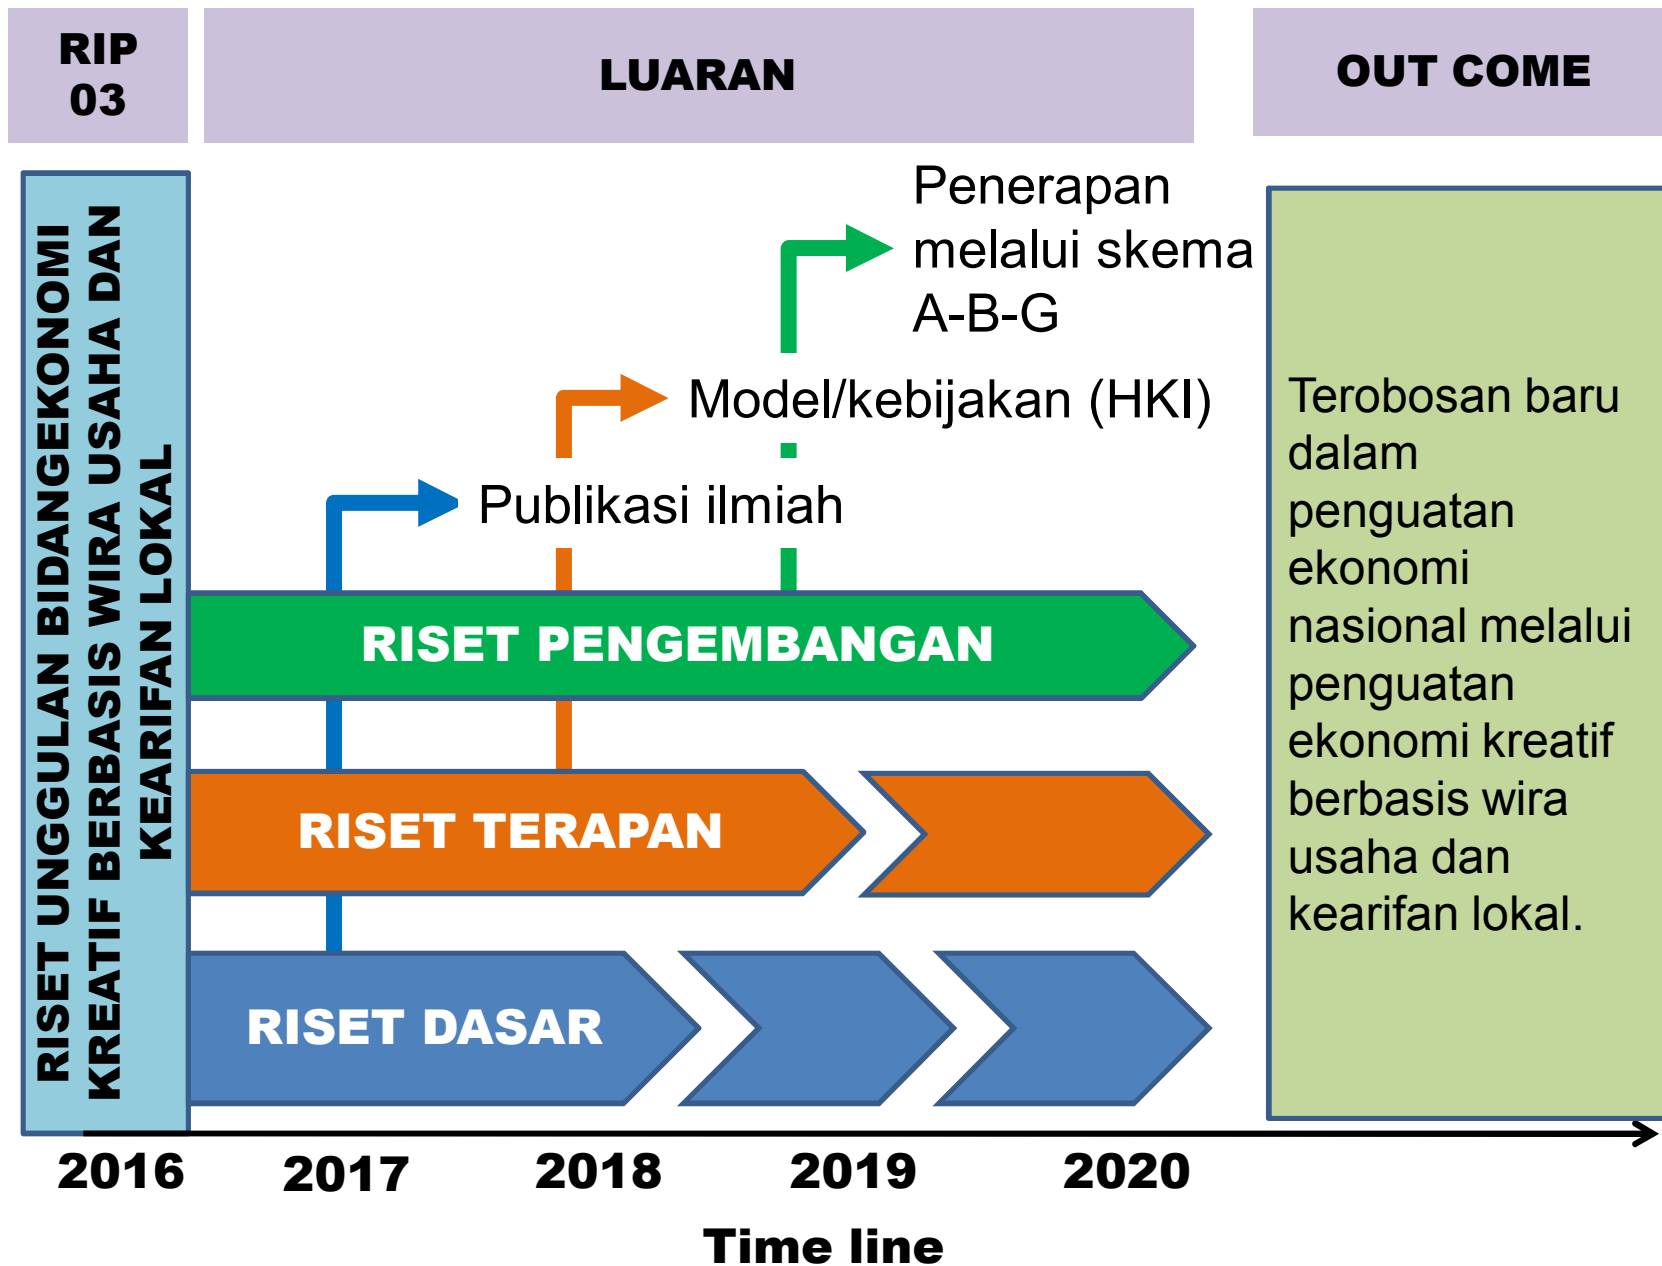 RIP
03
LUARAN
OUT COME
RISET UNGGULAN BIDANGEKONOMI
KREATIF BERBASIS WIRA USAHA DAN
KEARIFAN LOKAL
Penerapan
melalui skema
A-B-G
Model/kebijakan (HKI)
Publikasi ilmiah
RISET PENGEMBANGAN
RISET TERAPAN
RISET DASAR
Terobosan baru
dalam
penguatan
ekonomi
nasional melalui
penguatan
ekonomi kreatif
berbasis wira
usaha dan
kearifan lokal.
2016 2017 2018 2019 2020
Time line